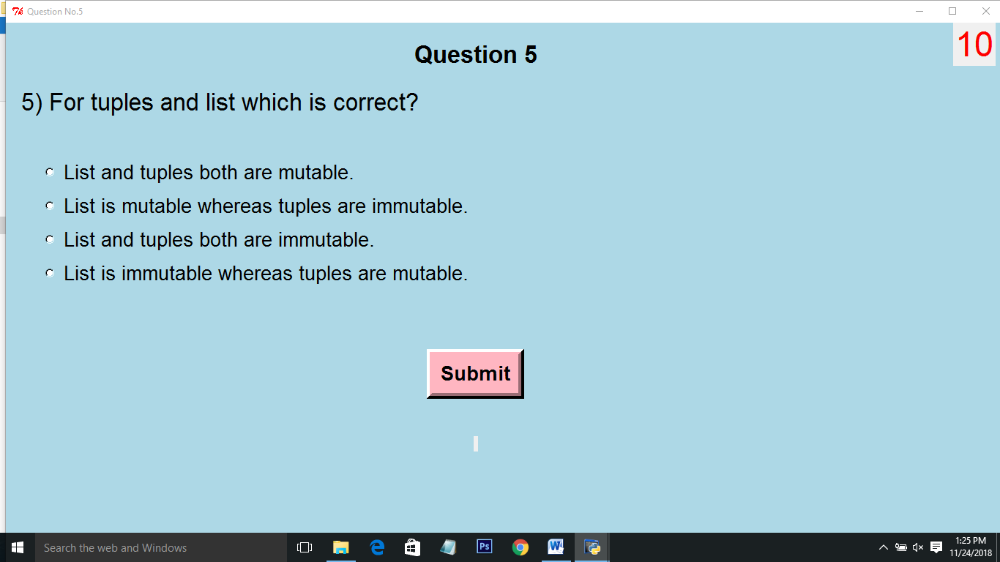 Question No.5
10
Question 5
5) For tuples and list which is correct?
List and tuples both are mutable.
List is mutable whereas tuples are immutable.
List and tuples both are immutable.
List is immutable whereas tuples are mutable.
Submit
Search the web and Windows
Ps
W
1:25 PM
11/24/2018